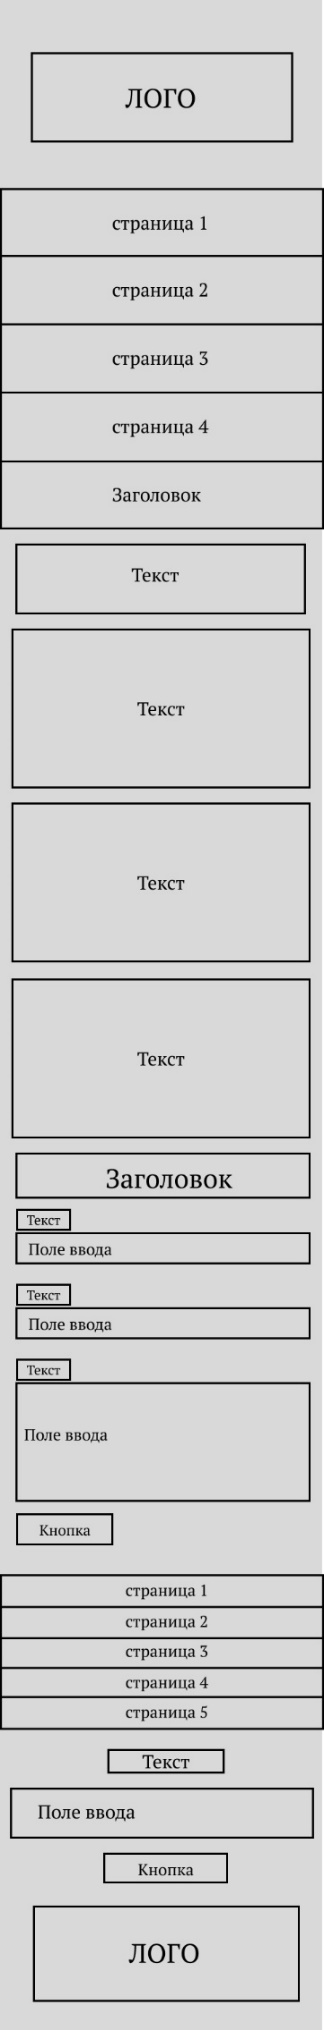 ЛОГО
страница 1
страница 2
страница 3
страница 4
Заголовок
Текст
Текст
Текст
Текст
Заголовок
Текст
Поле ввода
Текст
Поле ввода
Текст
Поле ввода
Кнопка
страница 1
страница 2
страница 3
страница 4
страница 5
Текст
Поле ввода
Кнопка
ЛОГО